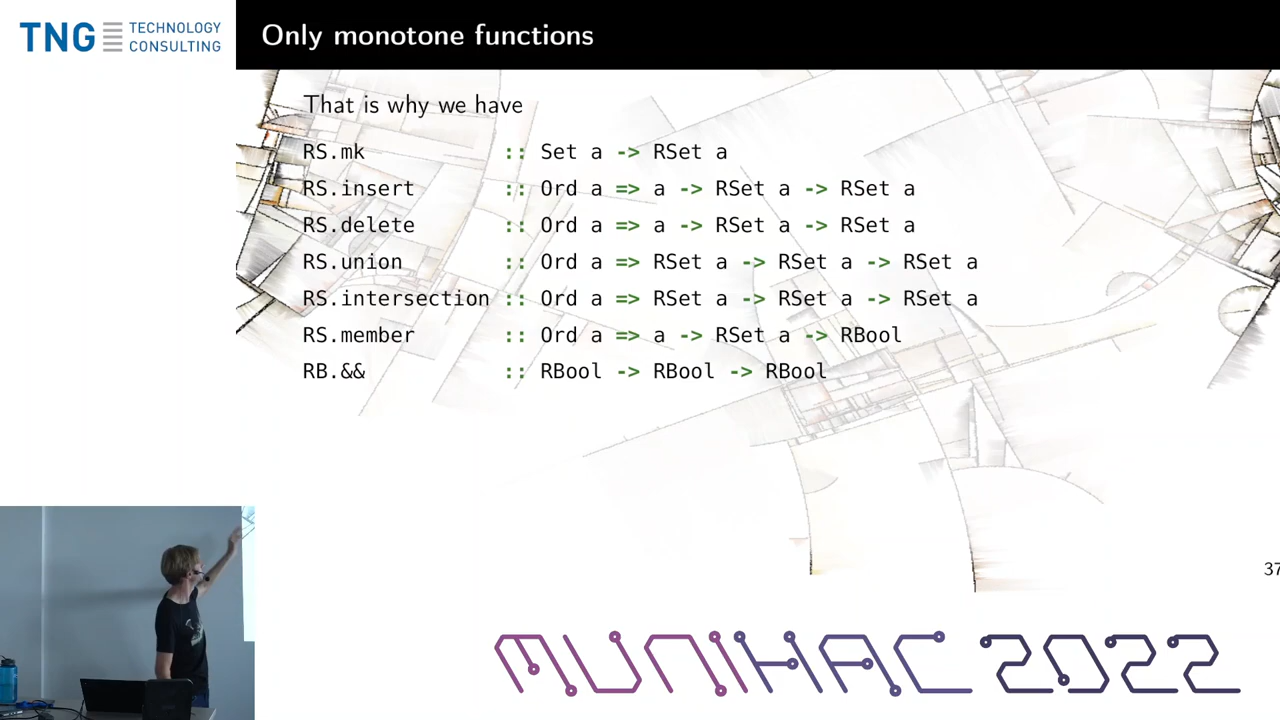 TNG TECHNOLOGY CONSULTING
Only monotone functions
That is why we have
RS.mk :: Set a -> RSet a
RS.insert :: Ord a => a -> RSet a -> RSet a
RS.delete :: Ord a => a -> RSet a -> RSet a
RS.union :: Ord a => RSet a -> RSet a -> RSet a
RS.intersection :: Ord a => RSet a -> RSet a -> RSet a
RS.member :: Ord a => a -> RSet a -> RBool
RB.&& :: RBool -> RBool -> RBool
37
MUNIHAC 2022